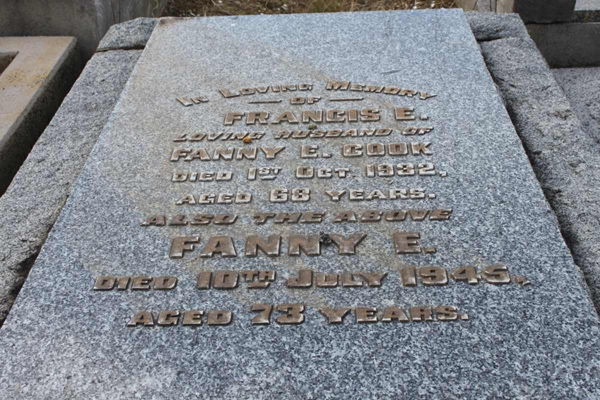 IN LOVING MEMORY
OF
FRANCIS E.
LOVING HUSBAND OF
FANNY E. COOK
DIED 1ST OCT. 1932,
AGED 68 YEARS.
ALSO THE ABOVE
FANNY E.
DIED 10TH JULY 1945,
AGED 73 YEARS.